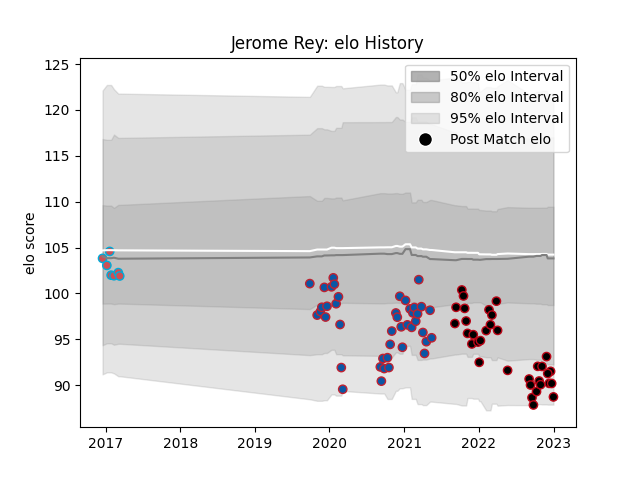 Jerome Rey: elo History
125
120
115
110
105
100
95
90
elo score
50% elo Interval
80% elo Interval
95% elo Interval
Post Match elo
2017 2018 2019 2020 2021 2022 2023